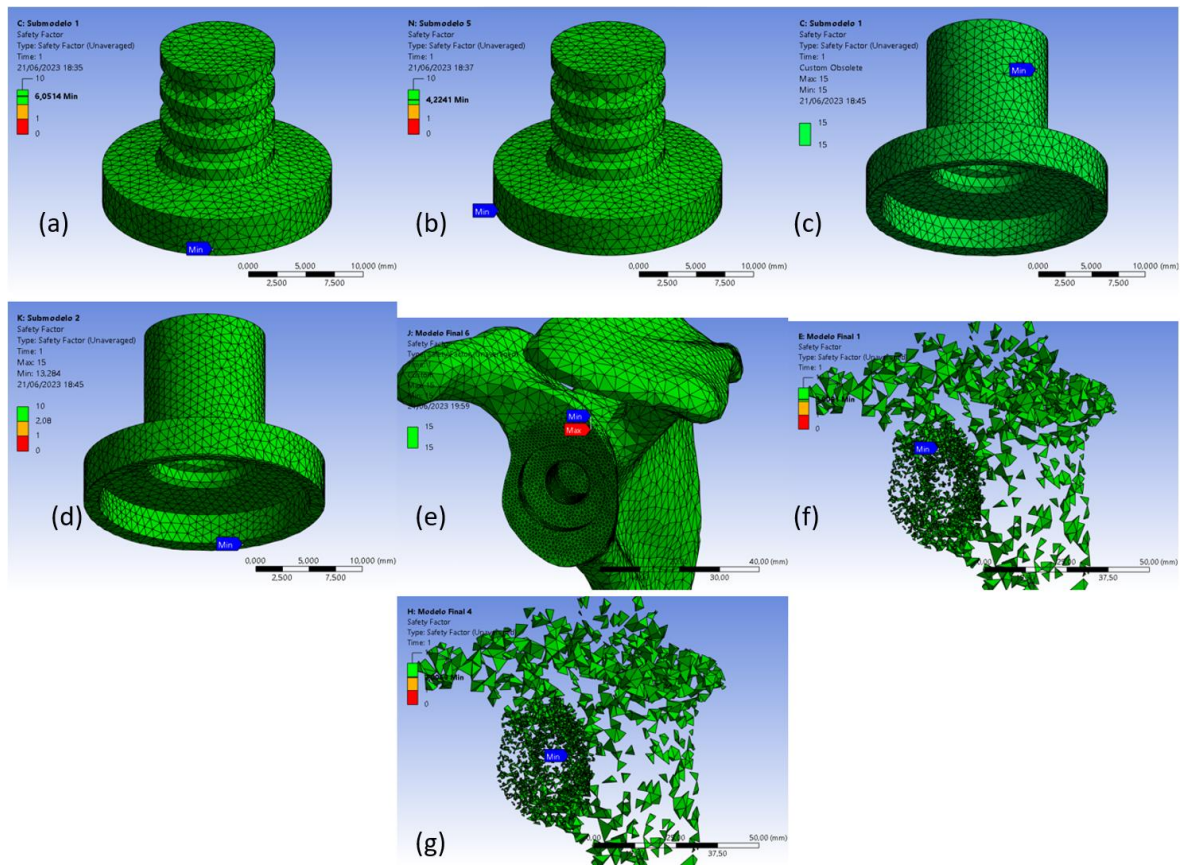 C: Submodelo 1
Safety Factor
Type: Safety Factor (Unaveraged)
Time: 1
21/06/2023 18:35
10
6,0514 Min
1
0
Min
(a)
0,000 5,000 10,000 (mm)
2,500 7,500
N: Submodelo 5
Safety Factor
Type: Safety Factor (Unaveraged)
Time: 1
21/06/2023 18:37
10
4,2241 Min
1
0
Min
(b)
0,000 5,000 10,000 (mm)
2,500 7,500
C: Submodelo 1
Safety Factor
Type: Safety Factor (Unaveraged)
Time: 1
Custom Obsolete
Max: 15
Min: 15
21/06/2023 18:45
15
15
Min
(c)
0,000 5,000 10,000 (mm)
2,500 7,500
K: Submodelo 2
Safety Factor
Type: Safety Factor (Unaveraged)
Time: 1
Max: 15
Min: 13,284
21/06/2023 18:45
10
2,08
1
0
Min
(d)
0,000 5,000 10,000 (mm)
2,500 7,500
J: Modelo Final 6
Safety Factor
Type: Safety Factor (Unaveraged)
Time: 1
19:59
15
15
Min
Max
(e)
40,00 (mm)
30,00
E: Modelo Final 1
Safety Factor
Type: Safety Factor (Unaveraged)
Time: 1
Min
0
Min
(f)
50,00 (mm)
37,50
H: Modelo Final 4
Safety Factor
Type: Safety Factor
Time: 1
Min
0
Min
(g)
50,00 (mm)
37,50